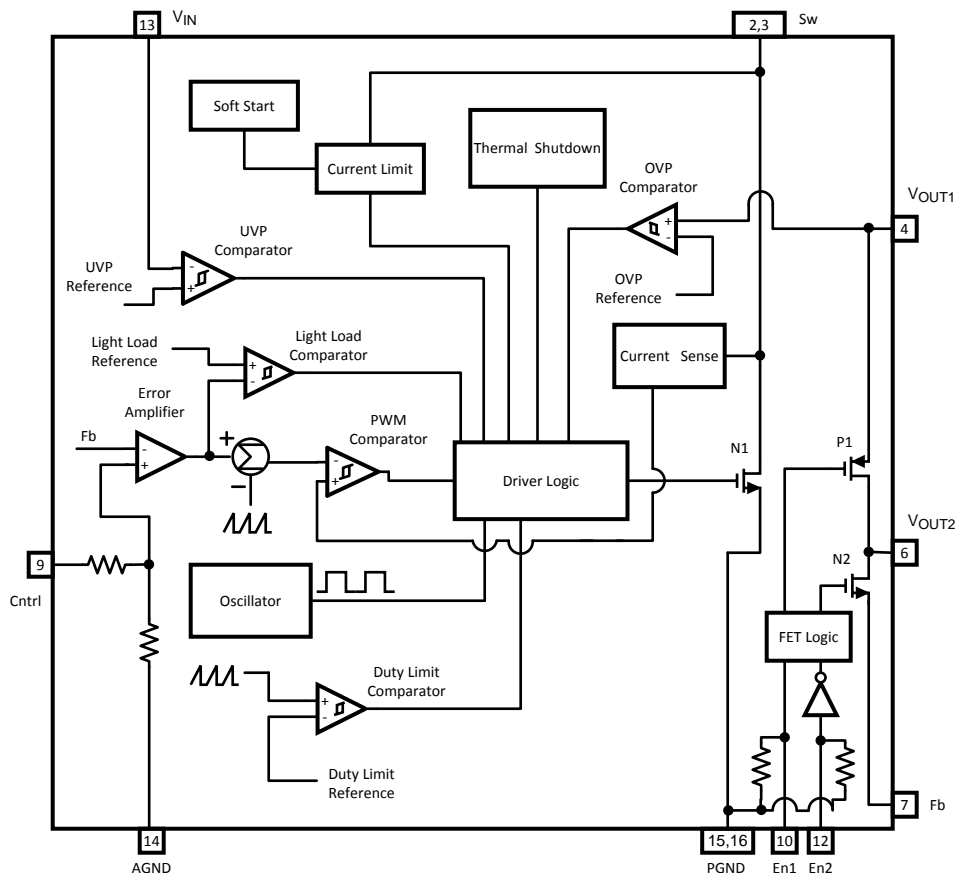 13
VIN
2,3
Sw
Soft Start
Current Limit
Thermal Shutdown
OVP
Comparator
+
-
VOUT1
4
UVP
Comparator
-
+
UVP
Reference
OVP
Reference
Light Load
Reference
Light Load
Comparator
+
-
Current Sense
Error
Amplifier
Fb
-
+
+
Σ
−
PWM
Comparator
-
+
Driver Logic
N1
P1
VOUT2
6
N2
9
Cntrl
Oscillator
FET Logic
Duty Limit
Comparator
+
-
Duty Limit
Reference
7
Fb
14
AGND
15,16
PGND
10
En1
12
En2